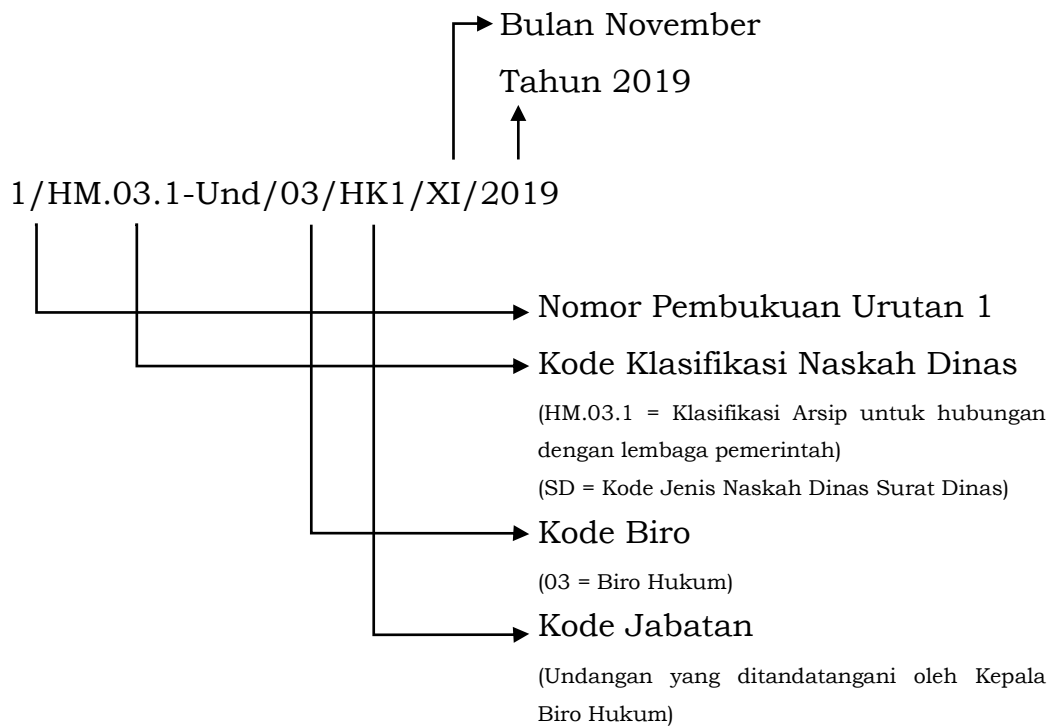 Bulan November
Tahun 2019
1/HM.03.1-Und/03/HK1/XI/2019
Nomor Pembukuan Urutan 1
Kode Klasifikasi Naskah Dinas
(HM.03.1 = Klasifikasi Arsip untuk hubungan
dengan lembaga pemerintah)
(SD = Kode Jenis Naskah Dinas Surat Dinas)
Kode Biro
(03 = Biro Hukum)
Kode Jabatan
(Undangan yang ditandatangani oleh Kepala
Biro Hukum)